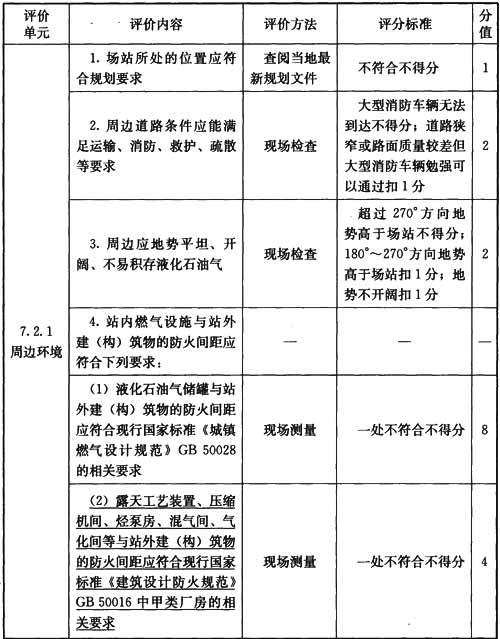 评价
单元
评价内容
评价方法
评分标准
分
值
7.2.1
周边环境
1. 场站所处的位置应符
合规划要求
查阅当地最
新规划文件
不符合不得分
1
2. 周边道路条件应能满
足运输、消防、救护、疏散
等要求
现场检查
大型消防车辆无法
到达不得分；道路狭
窄或路面质量较差但
大型消防车辆勉强可
以通过扣1分
2
3. 周边应地势平坦、开
阔、不易积存液化石油气
现场检查
超过270°方向地
势高于场站不得分；
180°～270°方向地势
高于场站扣1分；地
势不开阔扣1分
2
4. 站内燃气设施与站外
建（构）筑物的防火间距应
符合下列要求：
—
—
—
（1）液化石油气储罐与站
外建（构）筑物的防火间距
应符合现行国家标准《城镇
燃气设计规范》GB 50028
的相关要求
现场测量
一处不符合不得分
8
（2）露天工艺装置、压缩
机间、烃泵房、混气间、气
化间等与站外建（构）筑物
的防火间距应符合现行国家
标准《建筑设计防火规范》
GB 50016中甲类厂房的相
关要求
现场测量
一处不符合不得分
4